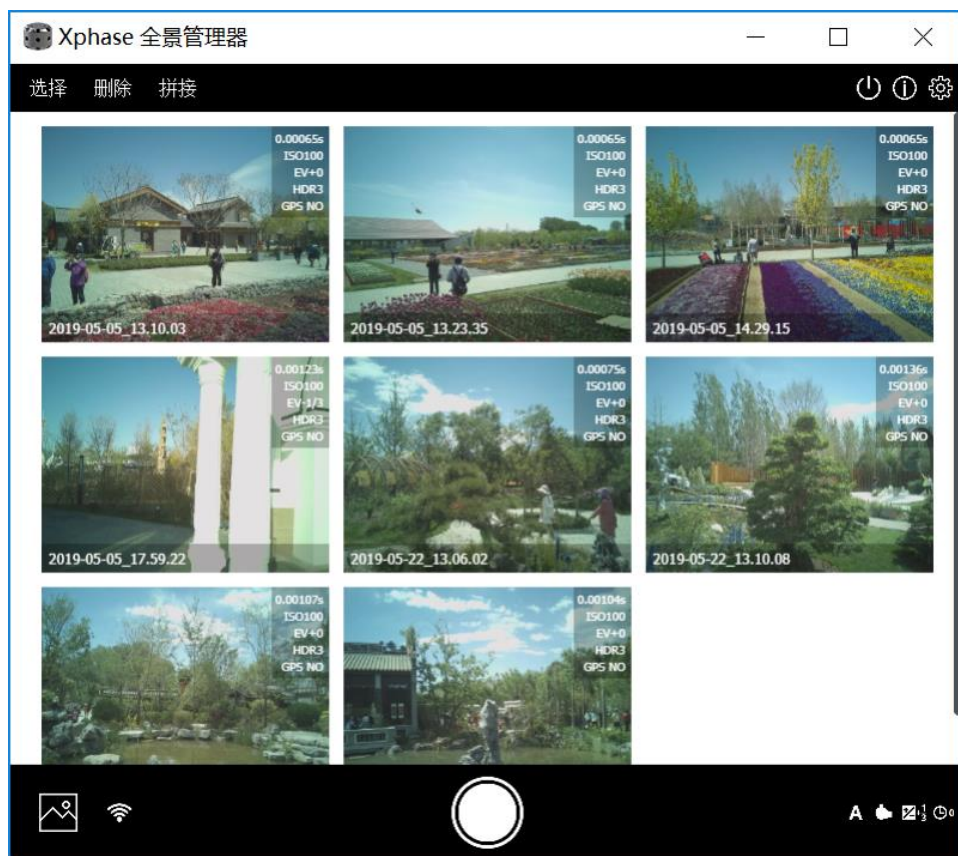 Xphase 全景管理器
选择 删除 拼接
0.00065s
ISO100
EV+0
HDR3
GPS NO
2019-05-05_13.10.03
0.00065s
ISO100
EV+0
HDR3
GPS NO
2019-05-05_13.23.35
0.00065s
ISO100
EV+0
HDR3
GPS NO
2019-05-05_14.29.15
0.00123s
ISO100
EV-1/3
HDR3
GPS NO
2019-05-05_17.59.22
0.00075s
ISO100
EV+0
HDR3
GPS NO
2019-05-22_13.06.02
0.00136s
ISO100
EV+0
HDR3
GPS NO
2019-05-22_13.10.08
0.00107s
ISO100
EV+0
HDR3
GPS NO
0.00104s
ISO100
EV+0
HDR3
GPS NO
A